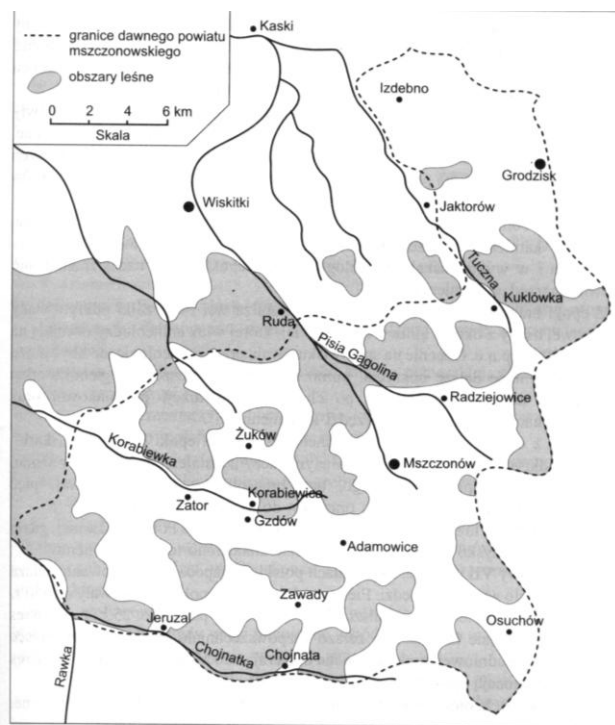 granice dawnego powiatu
mszczonowskiego
obszary leśne
0 2 4 6 km
Skala
Kaski
Izdebno
Grodzisk
Wiskitki
Jaktorów
Tuczna
Kuklówka
Ruda
Pisia Gągolina
Radziejowice
Żuków
Mszczonów
Korabiewka
Korabiewice
Zator
Gzdów
Adamowice
Zawady
Jeruzal
Osuchów
Chojnatka
Chojnata
Rawka